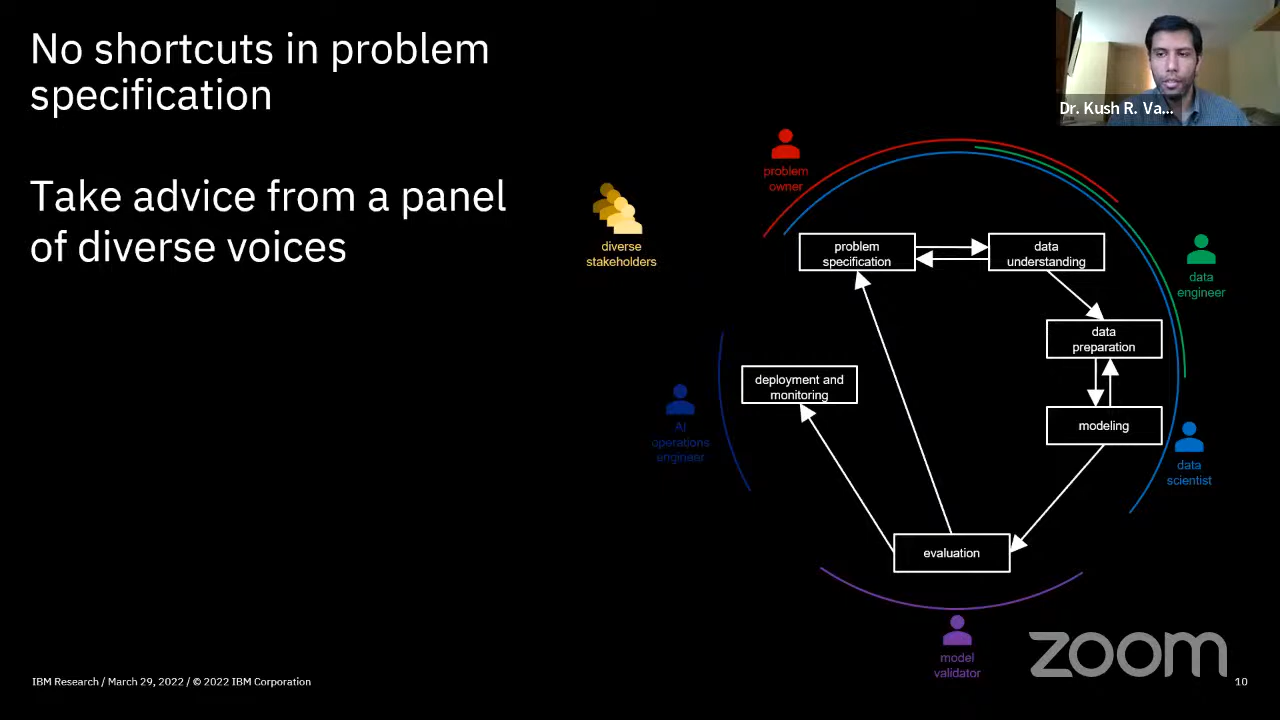 No shortcuts in problem
specification
Take advice from a panel
of diverse voices
Dr. Kush R. Va...
problem
owner
diverse
stakeholders
problem
specification
data
understanding
data
engineer
data
preparation
deployment and
monitoring
AI
operations
engineer
modeling
data
scientist
evaluation
model
validator
zoom
IBM Research / March 29, 2022 / © 2022 IBM Corporation
10